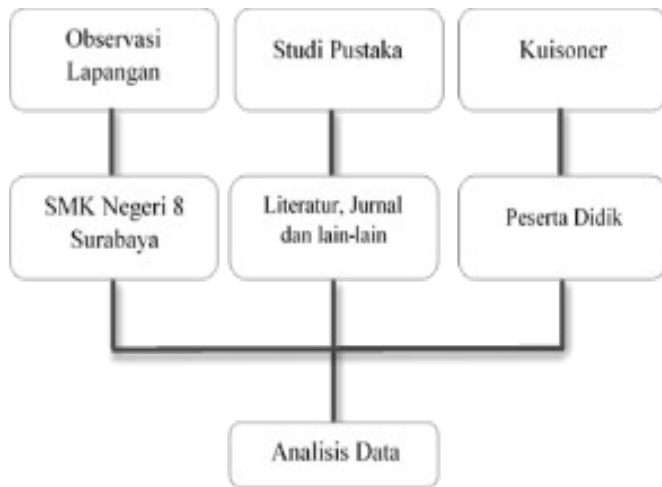 Observasi
Lapangan
Studi Pustaka
Kuisoner
SMK Negeri 8
Surabaya
Literatur, Jurnal
dan lain-lain
Peserta Didik
Analisis Data